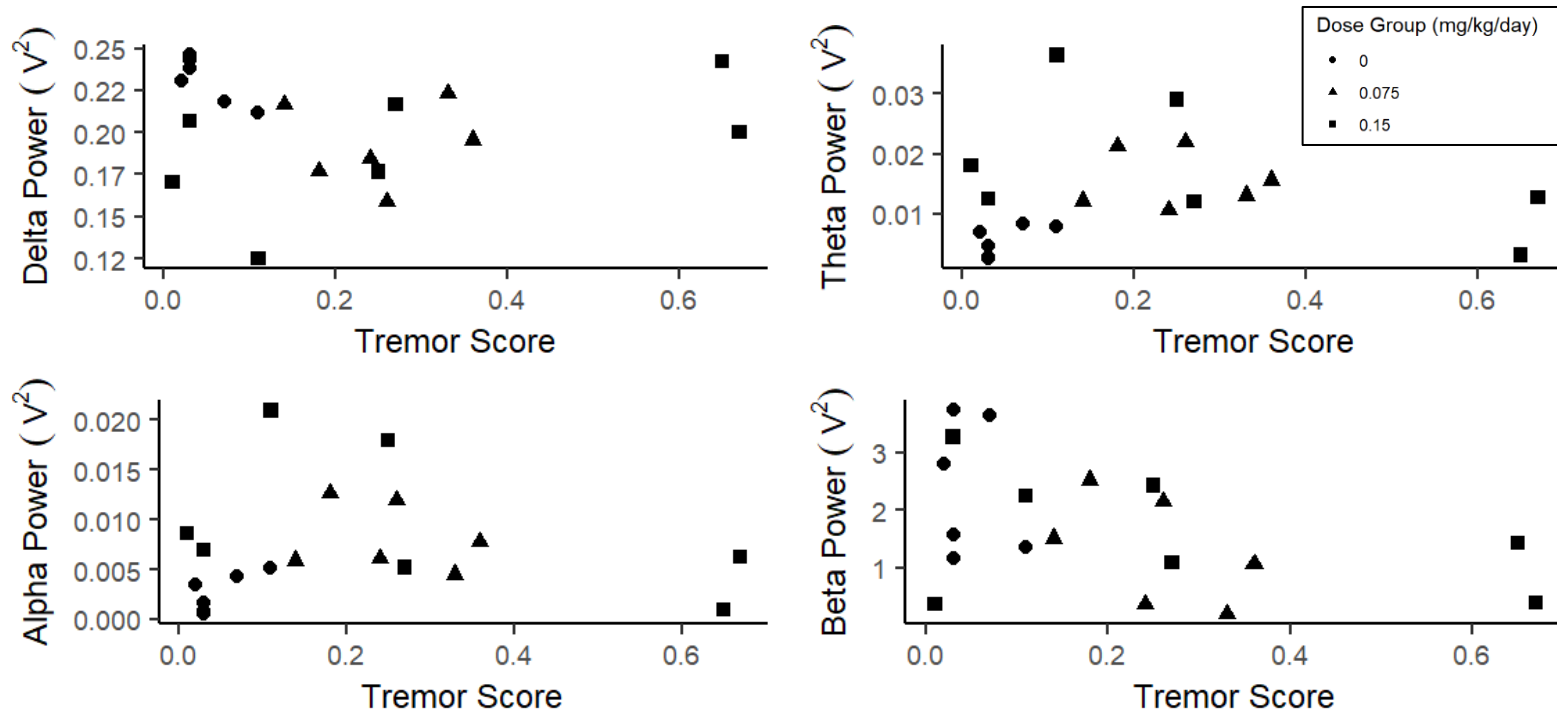 Delta Power ( V²)
0.25
0.22
0.20
0.17
0.15
0.12
0.0 0.2 0.4 0.6
Tremor Score
Theta Power ( V²)
0.03
0.02
0.01
0.0 0.2 0.4 0.6
Tremor Score
Dose Group (mg/kg/day)
0
0.075
0.15
Alpha Power ( V²)
0.020
0.015
0.010
0.005
0.000
0.0 0.2 0.4 0.6
Tremor Score
Beta Power ( V²)
3
2
1
0.0 0.2 0.4 0.6
Tremor Score